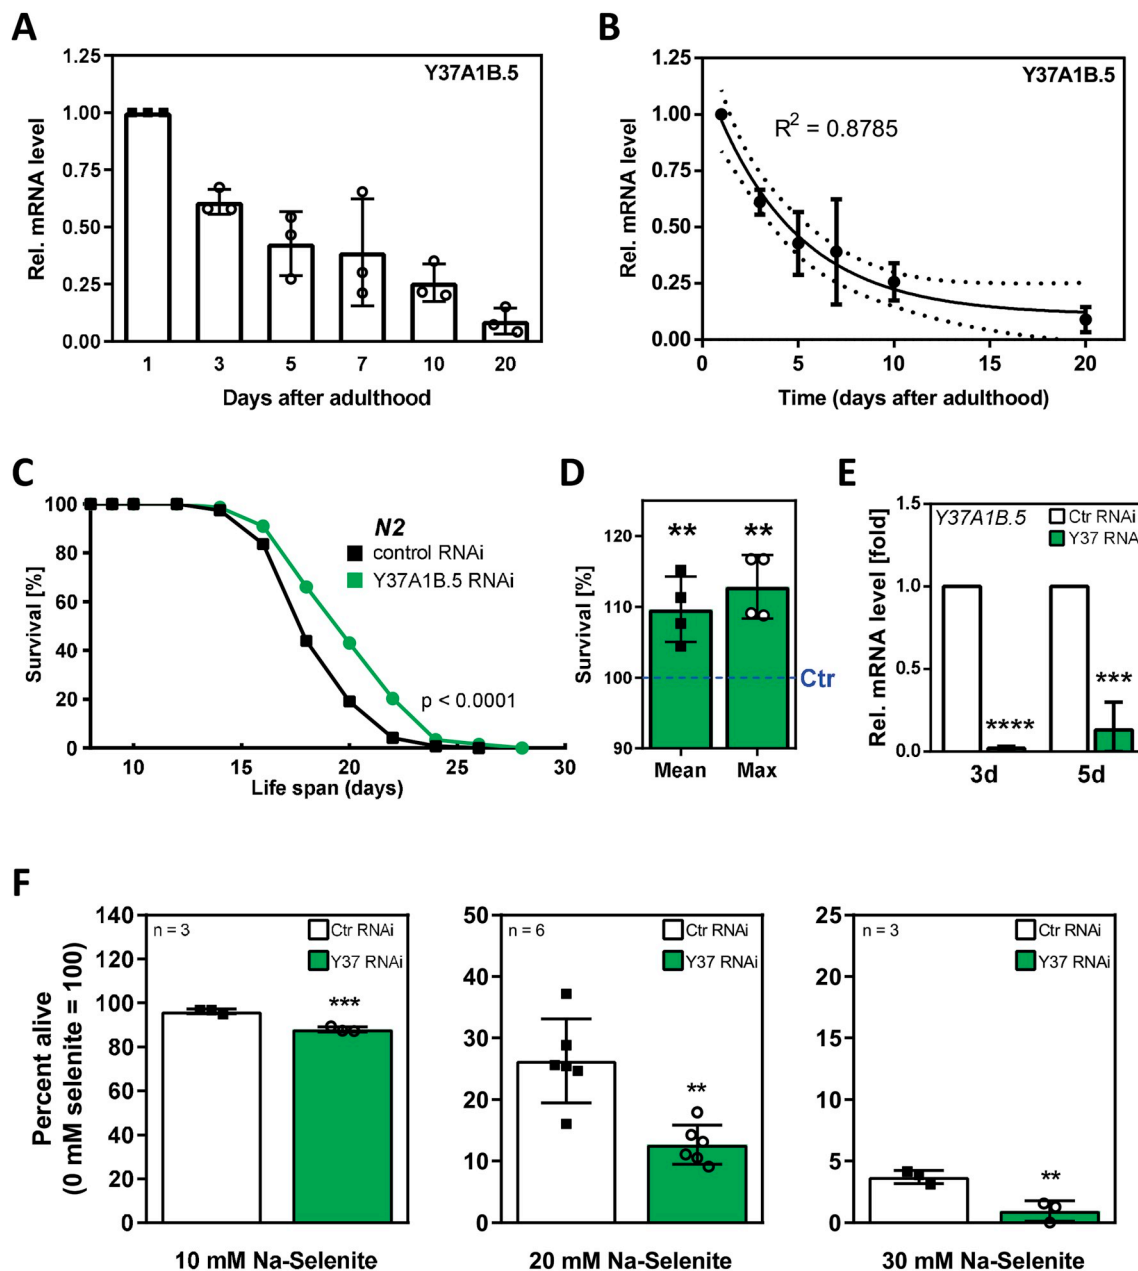 A
Y37A1B.5
Rel. mRNA level
1.25
1.00
0.75
0.50
0.25
0.00
1 3 5 7 10 20
Days after adulthood
B
Y37A1B.5
R² = 0.8785
Rel. mRNA level
1.25
1.00
0.75
0.50
0.25
0.00
0 5 10 15 20
Time (days after adulthood)
C
Survival [%]
100
80
60
40
20
0
N2
control RNAi
Y37A1B.5 RNAi
p < 0.0001
10 15 20 25 30
Life span (days)
D
Survival [%]
120
110
100
90
** **
Ctr
Mean Max
E
Rel. mRNA level [fold]
1.5
1.0
0.5
0.0
Y37A1B.5
Ctr RNAi
Y37 RNA
****
***
3d 5d
F
Percent alive
(0 mM selenite = 100)
140
120
100
80
60
40
20
0
n = 3
Ctr RNAi
Y37 RNAi
***
10 mM Na-Selenite
50
40
30
20
10
0
n = 6
Ctr RNAi
Y37 RNAi
**
20 mM Na-Selenite
25
20
15
10
5
0
n = 3
Ctr RNAi
Y37 RNAi
**
30 mM Na-Selenite